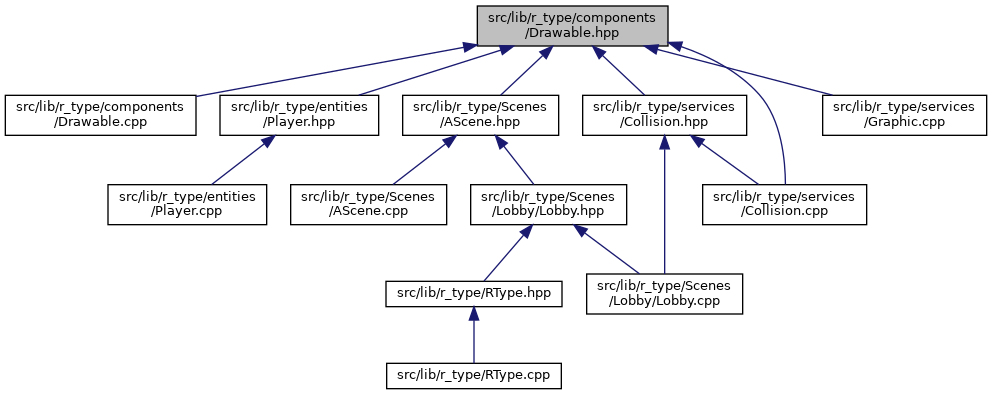 src/lib/r_type/components
/Drawable.hpp
src/lib/r_type/components
/Drawable.cpp
src/lib/r_type/entities
/Player.hpp
src/lib/r_type/Scenes
/AScene.hpp
src/lib/r_type/services
/Collision.hpp
src/lib/r_type/services
/Graphic.cpp
src/lib/r_type/entities
/Player.cpp
src/lib/r_type/Scenes
/AScene.cpp
src/lib/r_type/Scenes
/Lobby/Lobby.hpp
src/lib/r_type/services
/Collision.cpp
src/lib/r_type/RType.hpp
src/lib/r_type/Scenes
/Lobby/Lobby.cpp
src/lib/r_type/RType.cpp